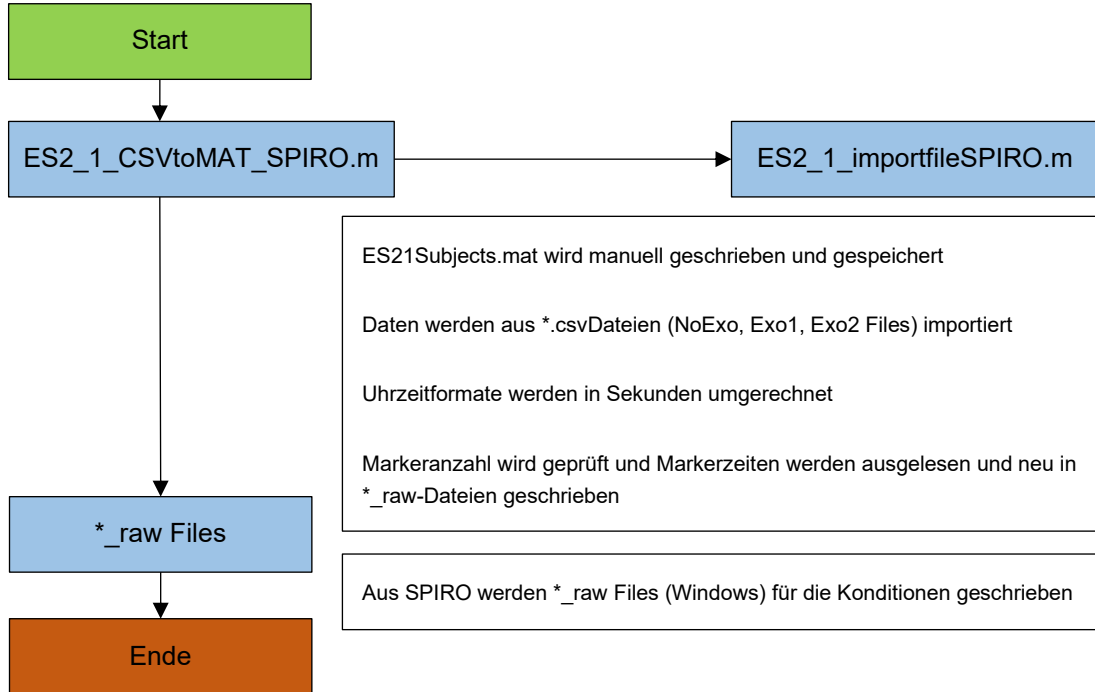 Start
ES2_1_CSVtoMAT_SPIRO.m
ES2_1_importfileSPIRO.m
ES21Subjects.mat wird manuell geschrieben und gespeichert
Daten werden aus *.csvDateien (NoExo, Exo1, Exo2 Files) importiert
Uhrzeitformate werden in Sekunden umgerechnet
Markeranzahl wird geprüft und Markerzeiten werden ausgelesen und neu in
*_raw-Dateien geschrieben
*_raw Files
Aus SPIRO werden *_raw Files (Windows) für die Konditionen geschrieben
Ende